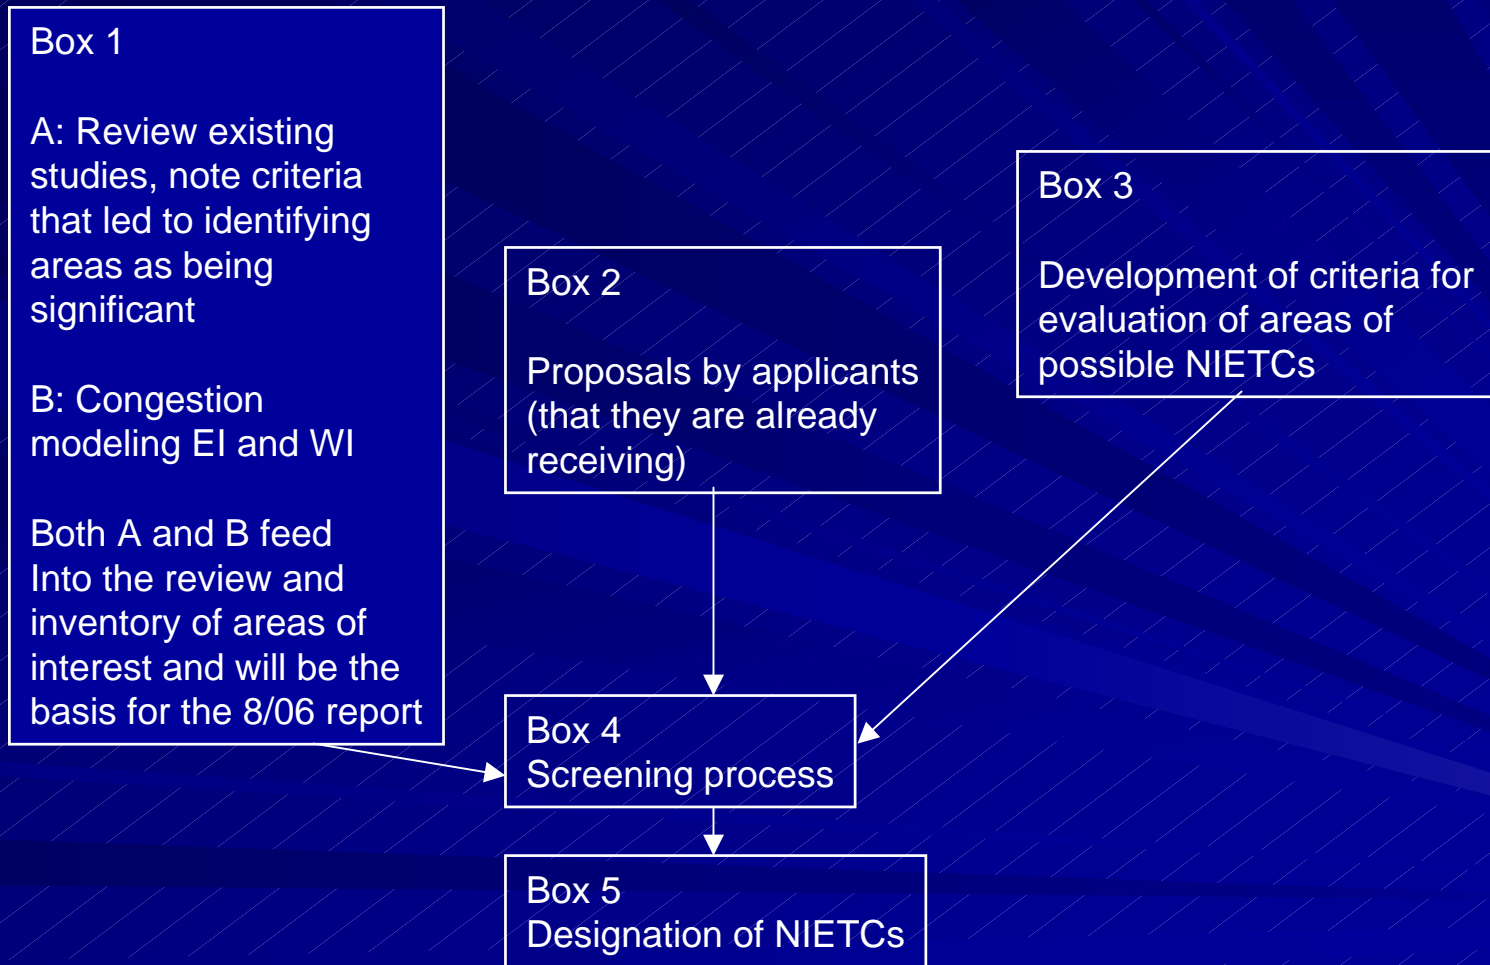 Box 1
A: Review existing
studies, note criteria
that led to identifying
areas as being
significant
B: Congestion
modeling EI and WI
Both A and B feed
Into the review and
inventory of areas of
interest and will be the
basis for the 8/06 report
Box 2
Proposals by applicants
(that they are already
receiving)
Box 3
Development of criteria for
evaluation of areas of
possible NIETCs
Box 4
Screening process
Box 5
Designation of NIETCs